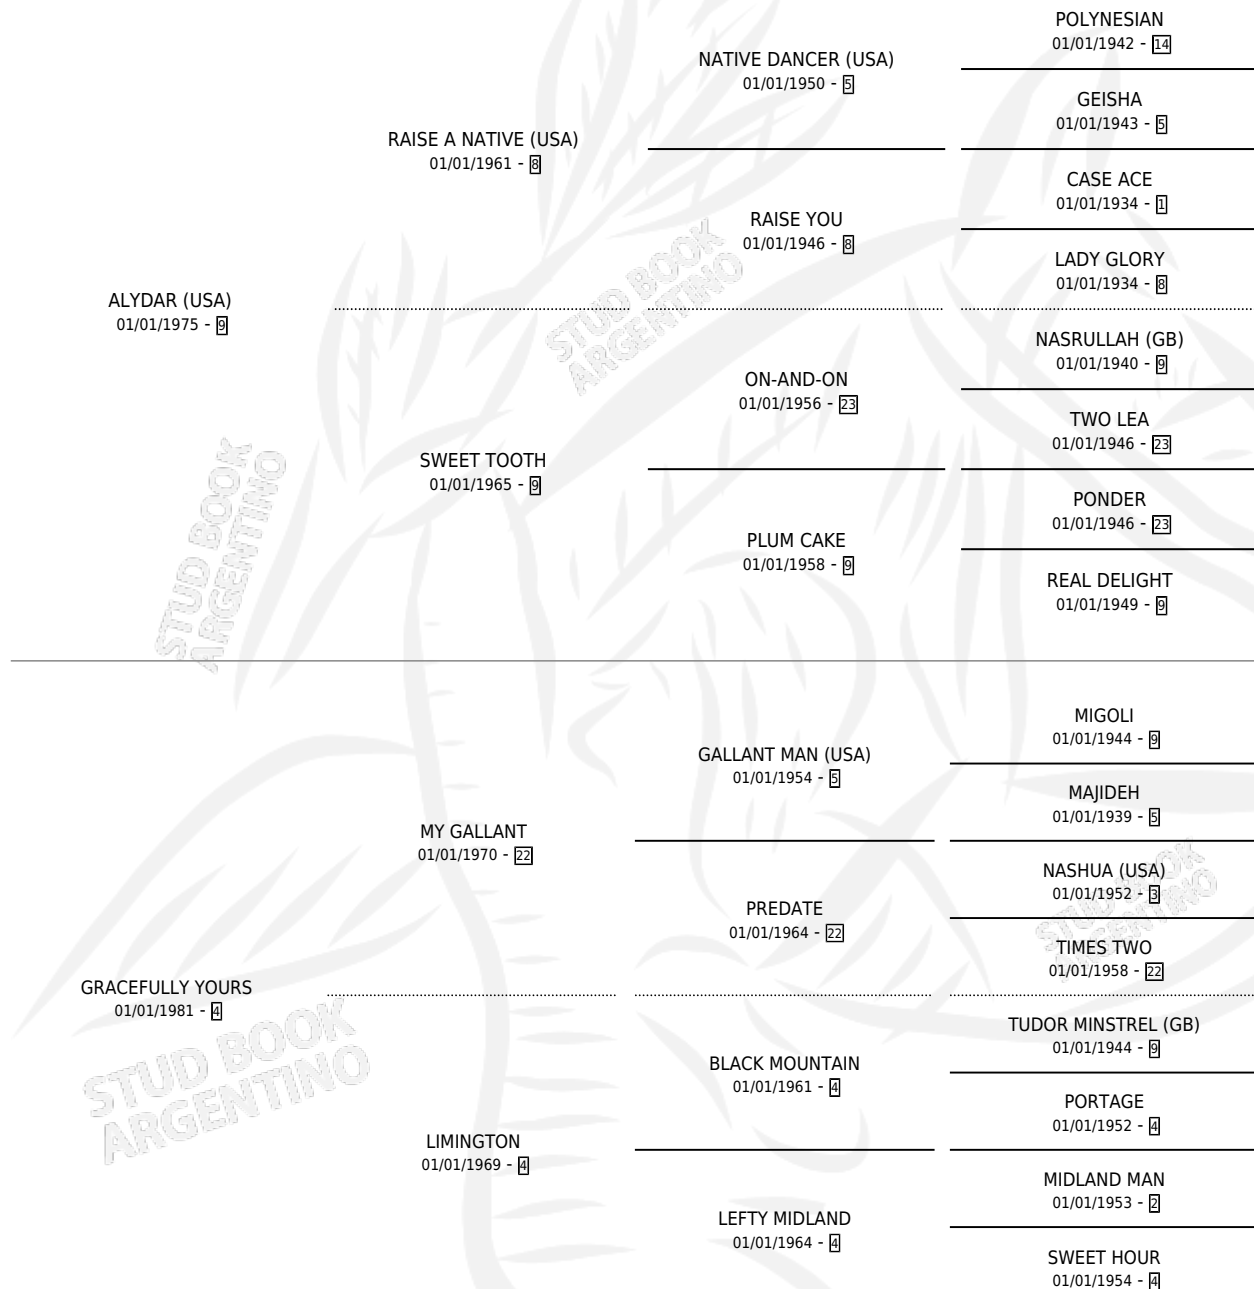 POLYNESIAN
01/01/1942 - 14
NATIVE DANCER (USA)
01/01/1950 - 5
GEISHA
01/01/1943 - 5
RAISE A NATIVE (USA)
01/01/1961 - 8
CASE ACE
01/01/1934 - 1
RAISE YOU
01/01/1946 - 8
LADY GLORY
01/01/1934 - 8
ALYDAR (USA)
01/01/1975 - 9
STUD BOOK
ARGENTINO
NASRULLAH (GB)
01/01/1940 - 9
ON-AND-ON
01/01/1956 - 23
TWO LEA
01/01/1946 - 23
SWEET TOOTH
01/01/1965 - 9
PONDER
01/01/1946 - 23
PLUM CAKE
01/01/1958 - 9
REAL DELIGHT
01/01/1949 - 9
STUD BOOK
ARGENTINO
MIGOLI
01/01/1944 - 9
GALLANT MAN (USA)
01/01/1954 - 5
MAJIDEH
01/01/1939 - 5
MY GALLANT
01/01/1970 - 22
NASHUA (USA)
01/01/1952 - 3
PREDATE
01/01/1964 - 22
TIMES TWO
01/01/1958 - 22
STUD BOOK
ARGENTINO
GRACEFULLY YOURS
01/01/1981 - 4
TUDOR MINSTREL (GB)
01/01/1944 - 9
BLACK MOUNTAIN
01/01/1961 - 4
PORTAGE
01/01/1952 - 4
STUD BOOK
ARGENTINO
LIMINGTON
01/01/1969 - 4
MIDLAND MAN
01/01/1953 - 2
LEFTY MIDLAND
01/01/1964 - 4
SWEET HOUR
01/01/1954 - 4